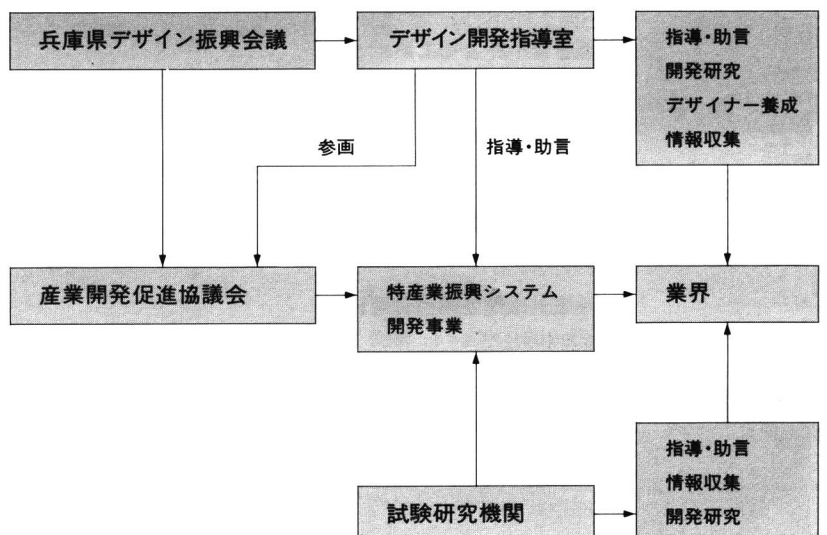 兵庫県デザイン振興会議
デザイン開発指導室
指導・助言
開発研究
デザイナー養成
情報収集
参画
指導・助言
産業開発促進協議会
特産業振興システム
開発事業
業界
試験研究機関
指導・助言
情報収集
開発研究